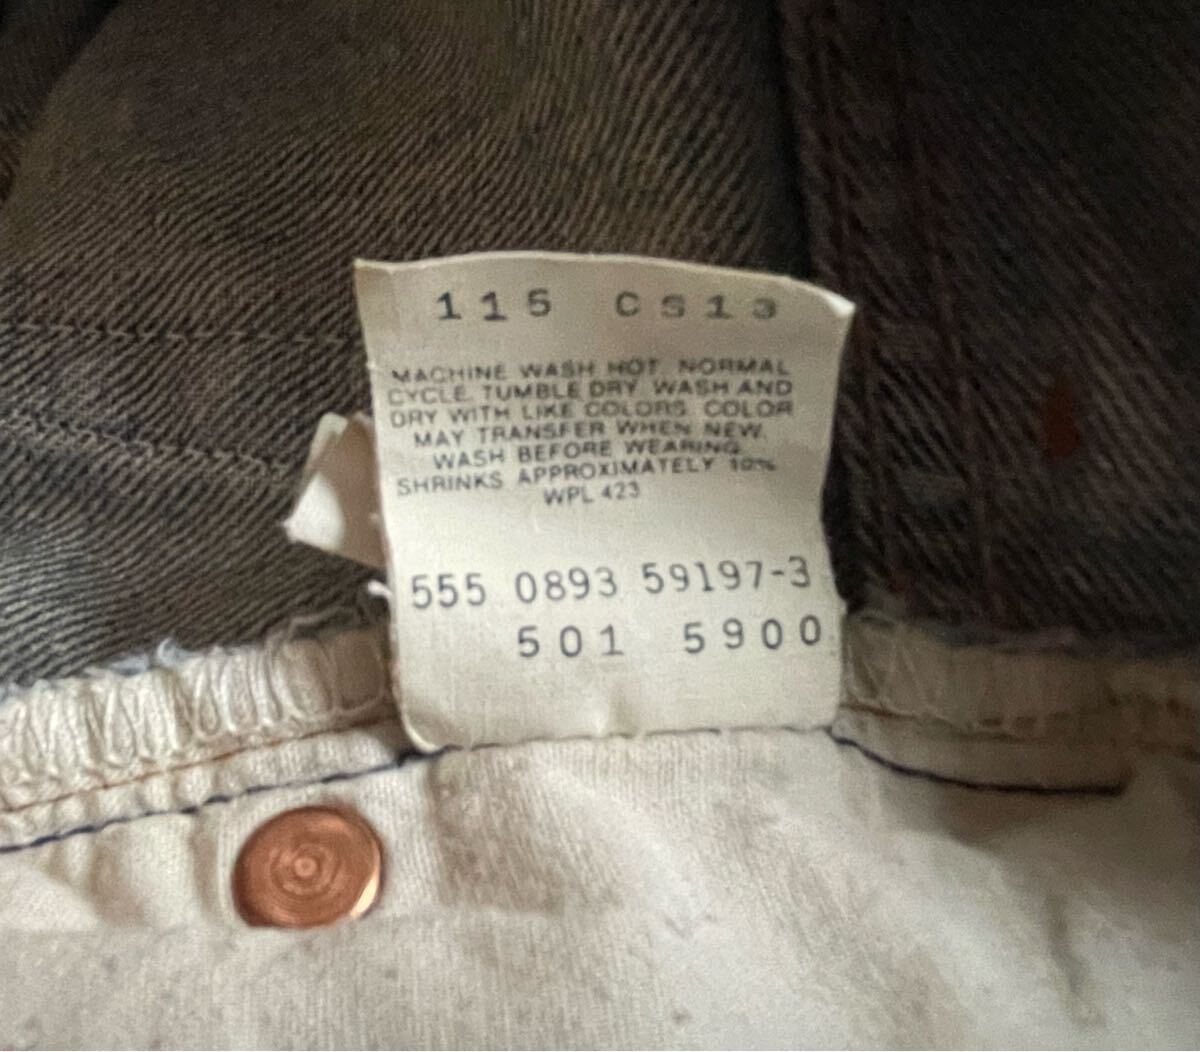 115 CS13
MACHINE WASH HOT NORMAL
CYCLE. TUMBLE DRY. WASH AND
DRY WITH LIKE COLORS. COLOR
MAY TRANSFER WHEN NEW.
WASH BEFORE WEARING.
SHRINKS APPROXIMATELY 10%
WPL 423
555 0893 59197-3
501 5900